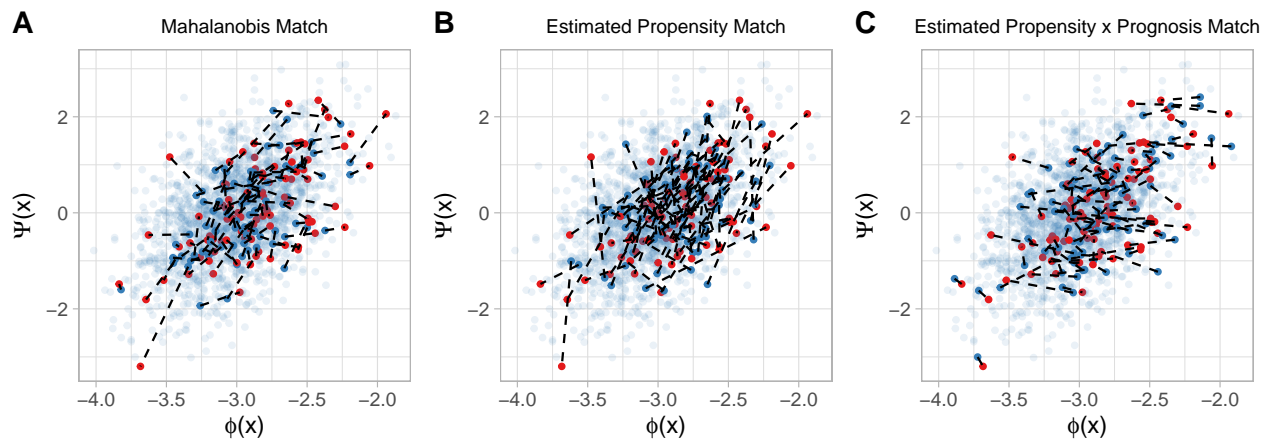 A Mahalanobis Match
2
0
−2
Ψ(x)
−4.0 −3.5 −3.0 −2.5 −2.0
ϕ(x)
B Estimated Propensity Match
2
0
−2
Ψ(x)
−4.0 −3.5 −3.0 −2.5 −2.0
ϕ(x)
C Estimated Propensity x Prognosis Match
2
0
−2
Ψ(x)
−4.0 −3.5 −3.0 −2.5 −2.0
ϕ(x)